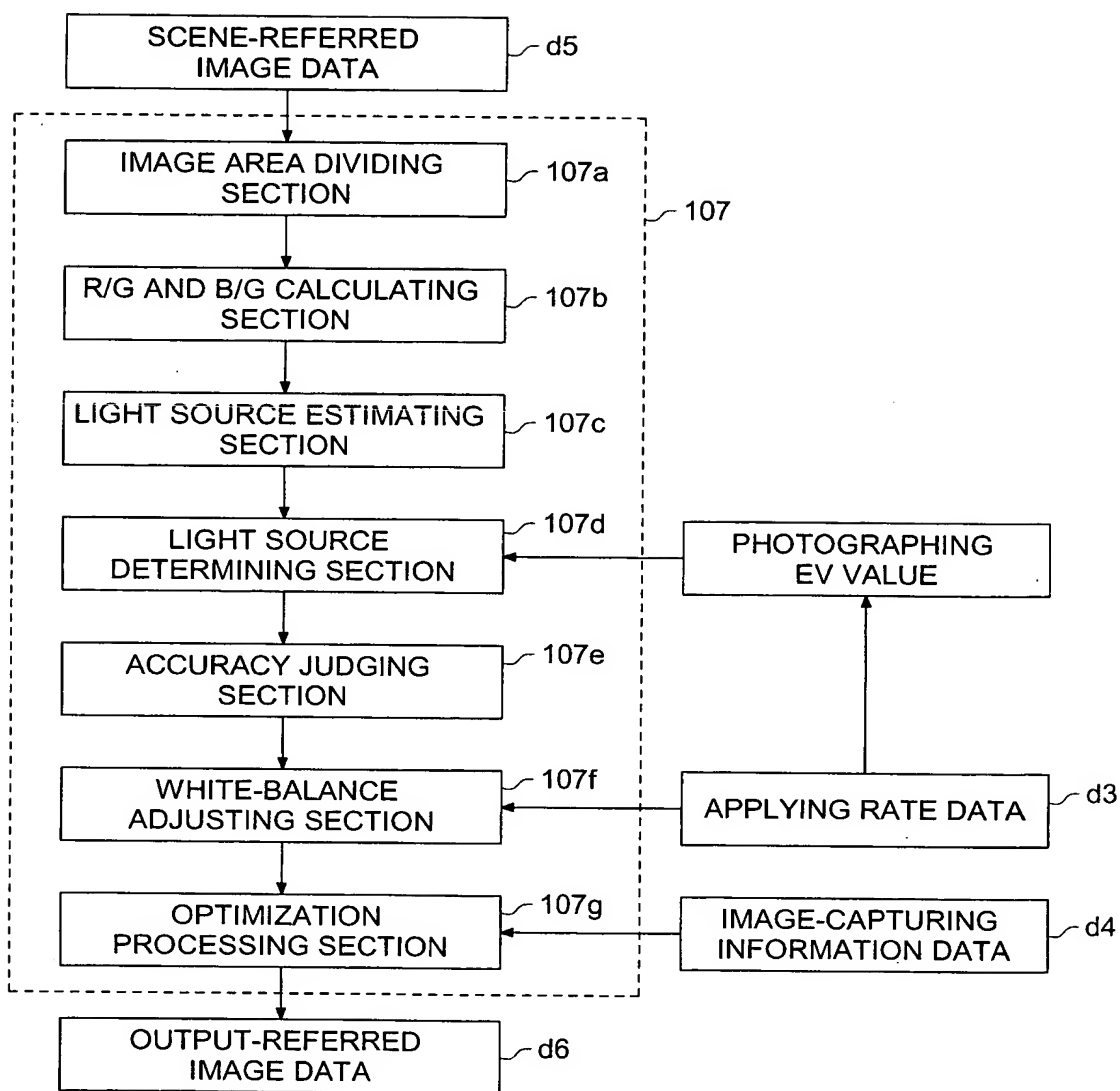 SCENE-REFERRED
IMAGE DATA
d5
IMAGE AREA DIVIDING
SECTION
107a
107
R/G AND B/G CALCULATING
SECTION
107b
LIGHT SOURCE ESTIMATING
SECTION
107c
LIGHT SOURCE
DETERMINING SECTION
107d
PHOTOGRAPHING
EV VALUE
ACCURACY JUDGING
SECTION
107e
WHITE-BALANCE
ADJUSTING SECTION
107f
APPLYING RATE DATA
d3
OPTIMIZATION
PROCESSING SECTION
107g
IMAGE-CAPTURING
INFORMATION DATA
d4
OUTPUT-REFERRED
IMAGE DATA
d6